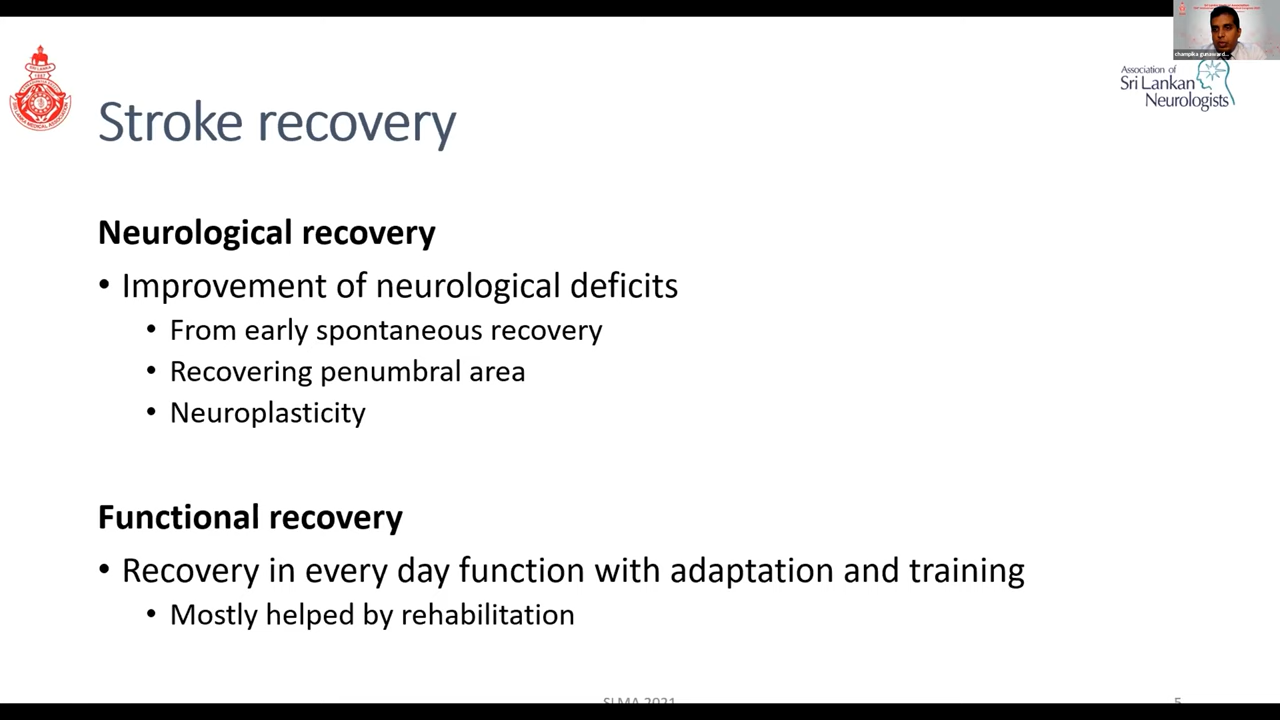 champika gunaward...
Association of
Sri Lankan
Neurologists
Stroke recovery
Neurological recovery
• Improvement of neurological deficits
• From early spontaneous recovery
• Recovering penumbral area
• Neuroplasticity
Functional recovery
• Recovery in every day function with adaptation and training
• Mostly helped by rehabilitation
SLMA 2021
5